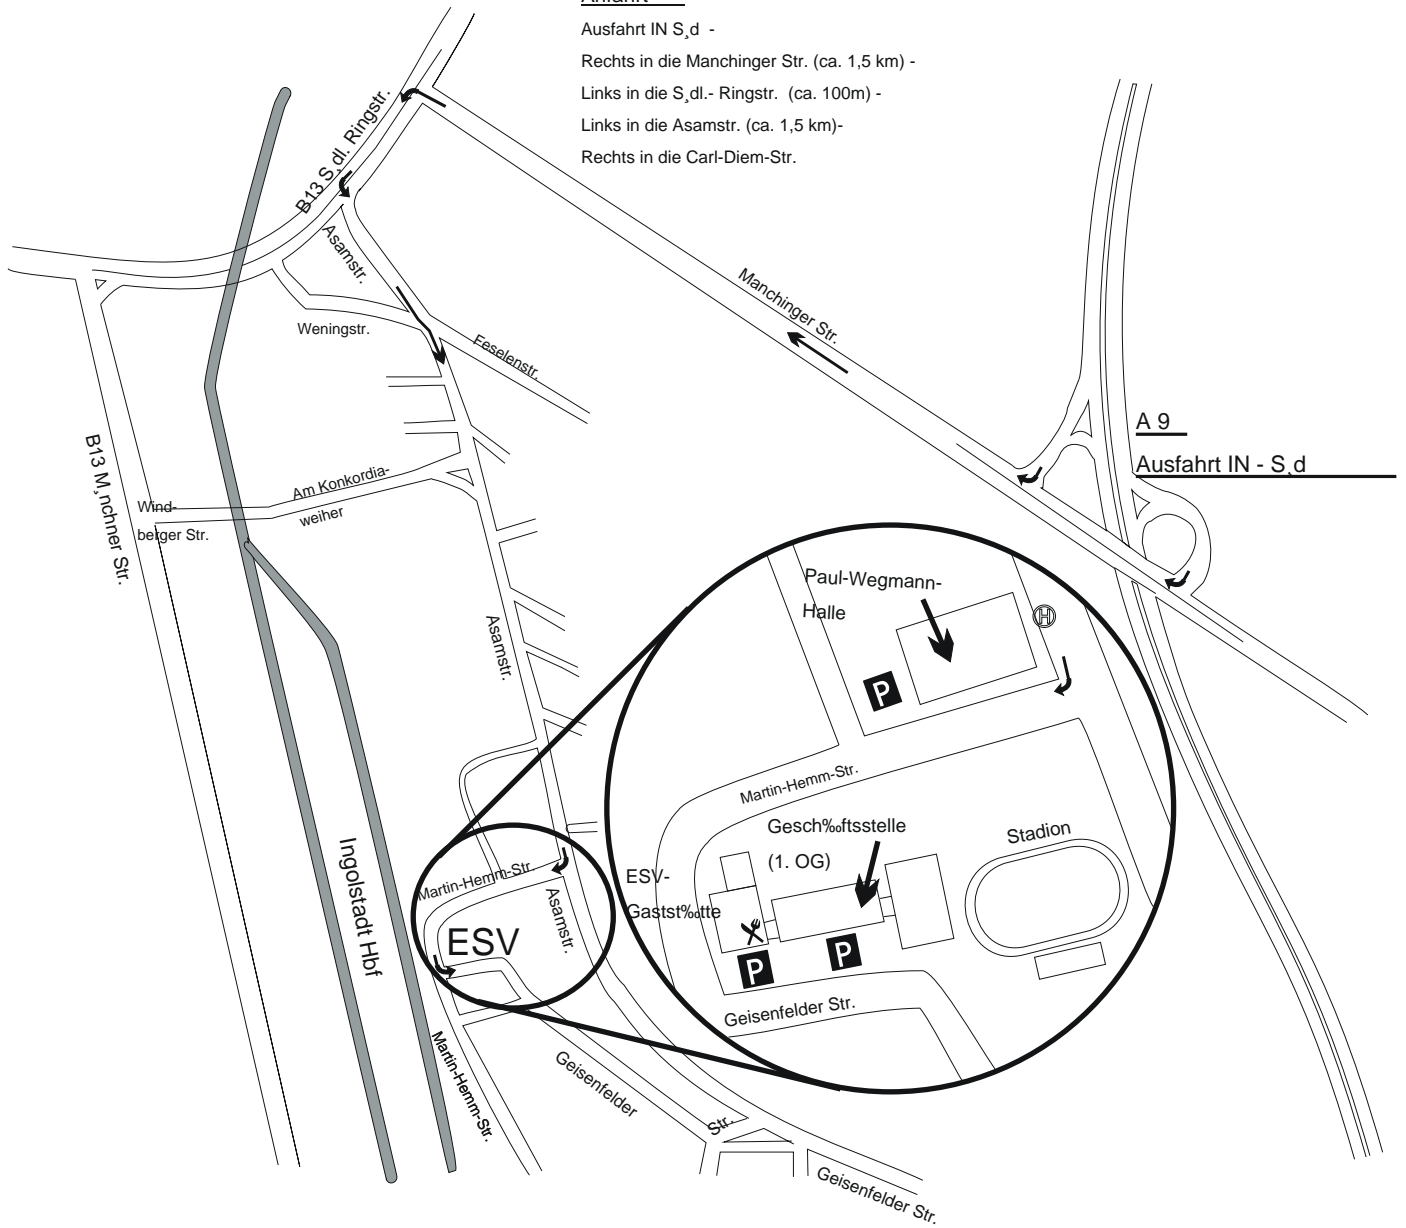 Anfahrt
Ausfahrt IN S¸d -
Rechts in die Manchinger Str. (ca. 1,5 km) -
Links in die S¸dl.- Ringstr. (ca. 100m) -
Links in die Asamstr. (ca. 1,5 km)-
Rechts in die Carl-Diem-Str.
B13 S¸dl. Ringstr.
Asamstr.
Weningstr.
Feselenstr.
Manchinger Str.
A 9
Ausfahrt IN - S¸d
B13 M¸nchner Str.
Wind-
berger Str.
Am Konkordia-
weiher
Asamstr.
Paul-Wegmann-
Halle
H
P
Martin-Hemm-Str.
Gesch‰ftsstelle
(1. OG)
Stadion
ESV-
Gastst‰tte
P
P
Geisenfelder Str.
Ingolstadt Hbf
Martin-Hemm-Str.
Asamstr.
ESV
Martin-Hemm-Str.
Geisenfelder
Str.
Geisenfelder Str.